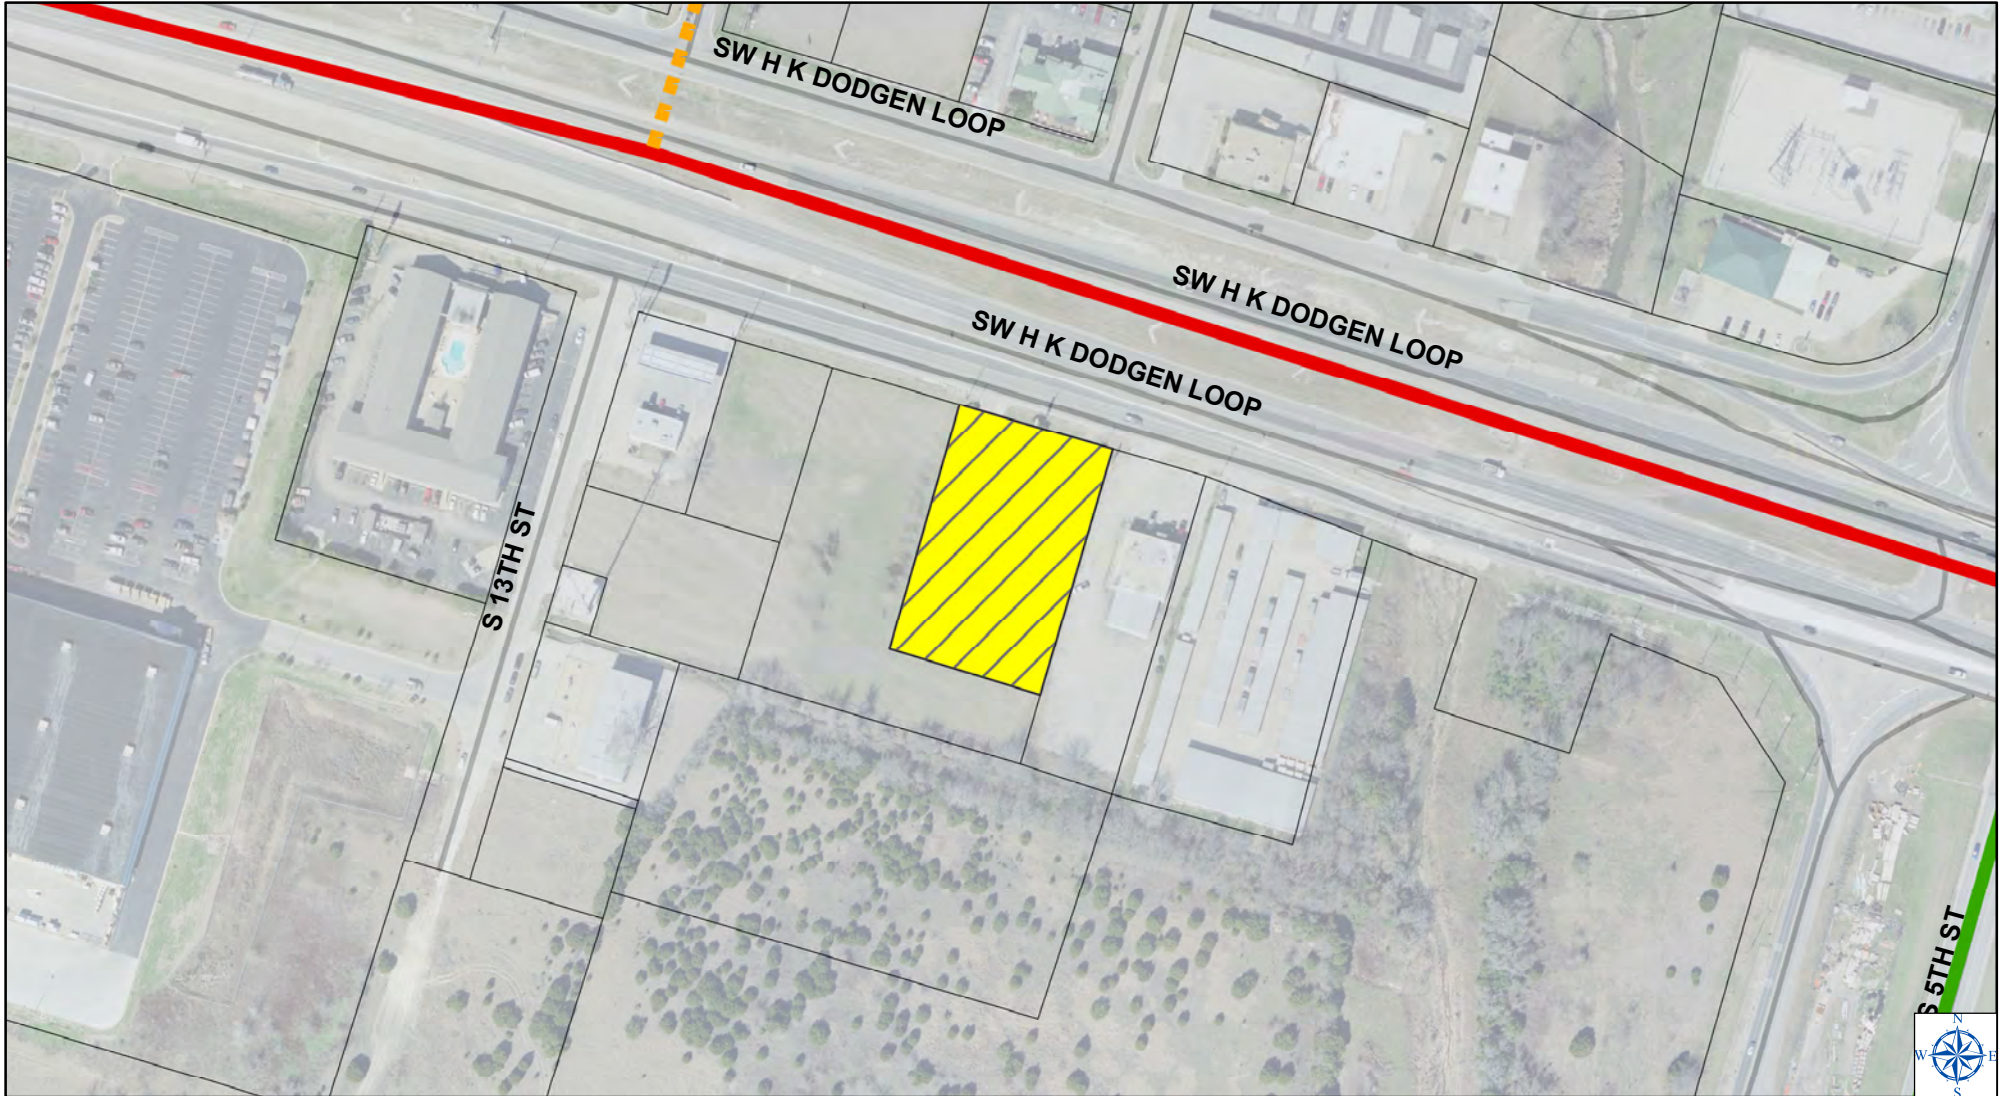 SW H K DODGEN LOOP
SW H K DODGEN LOOP
SW H K DODGEN LOOP
S 13TH ST
S 5TH ST
N
W E
S